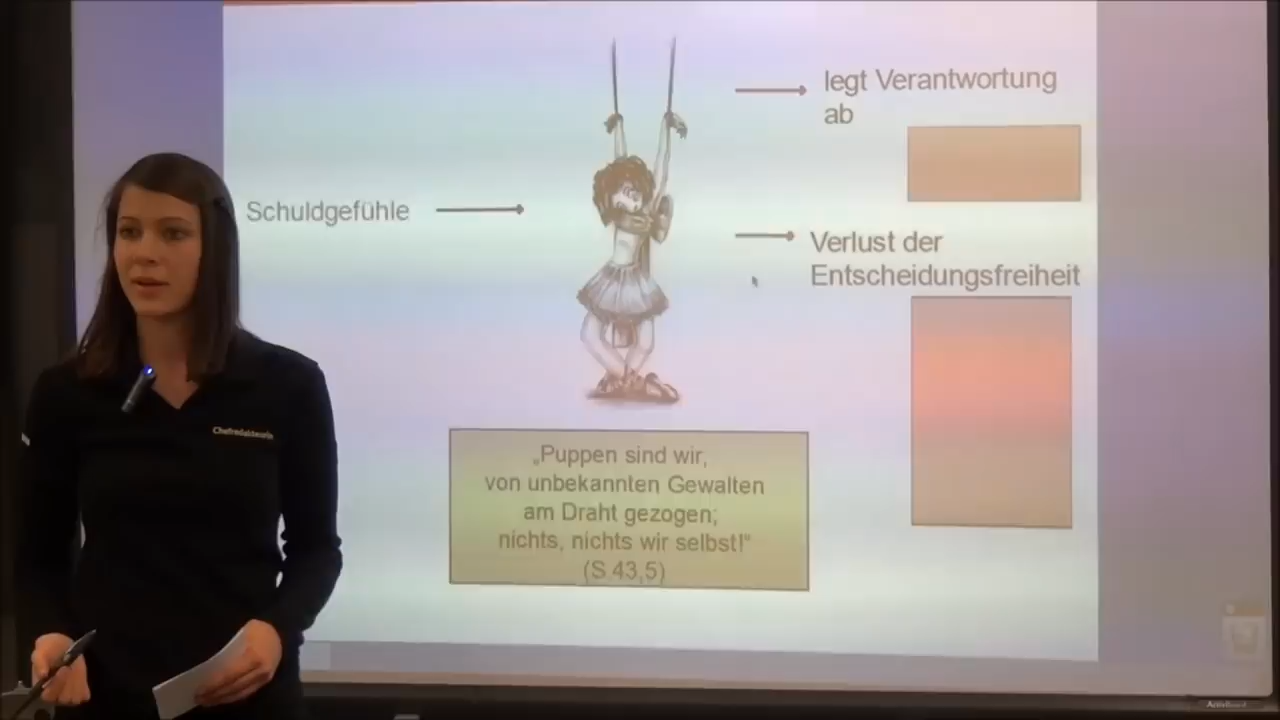 legt Verantwortung
ab
Schuldgefühle
Verlust der
Entscheidungsfreiheit
Chefredakteurin
„Puppen sind wir,
von unbekannten Gewalten
am Draht gezogen;
nichts, nichts wir selbst!“
(S 43,5)